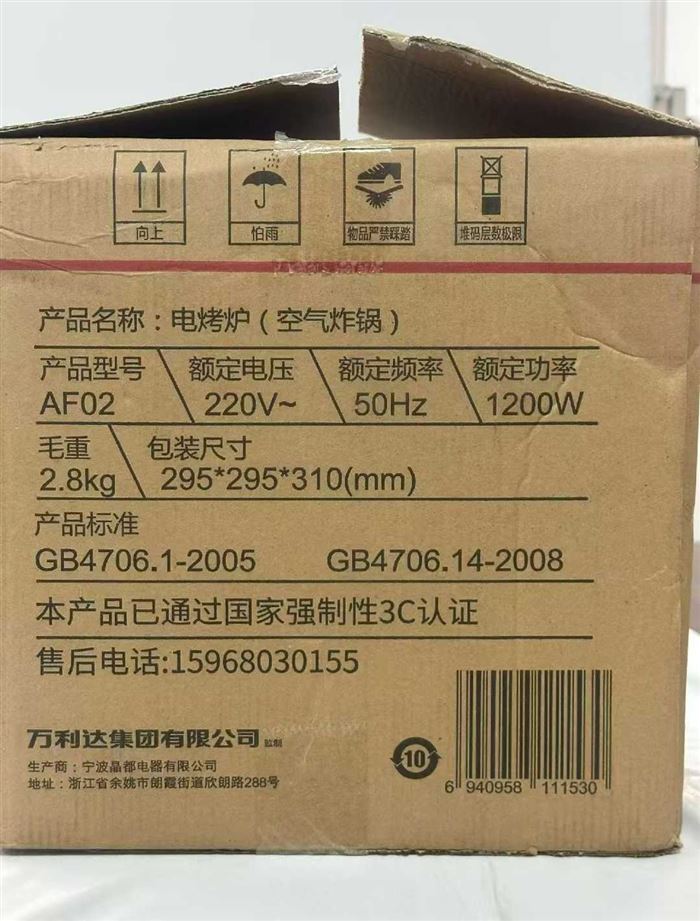 向上 怕雨 物品严禁踩踏 堆码层数极限
产品名称：电烤炉（空气炸锅）
产品型号 额定电压 额定频率 额定功率
AF02 220V~ 50Hz 1200W
毛重 包装尺寸
2.8kg 295*295*310(mm)
产品标准
GB4706.1-2005 GB4706.14-2008
本产品已通过国家强制性3C认证
售后电话:15968030155
万利达集团有限公司 监制
生产商：宁波晶都电器有限公司
地址：浙江省余姚市朗霞街道欣朗路288号
10
6 940958 111530